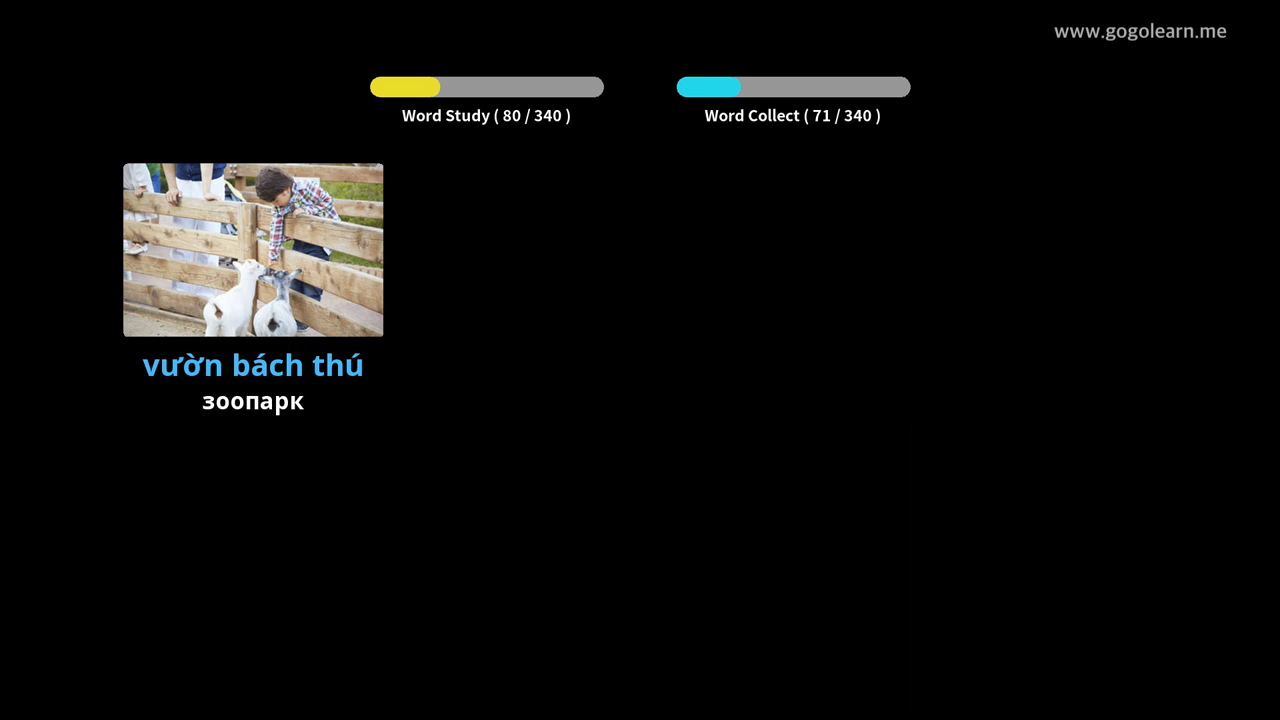 www.gogolearn.me
Word Study ( 80 / 340 )
Word Collect ( 71 / 340 )
vườn bách thú
зоопарк